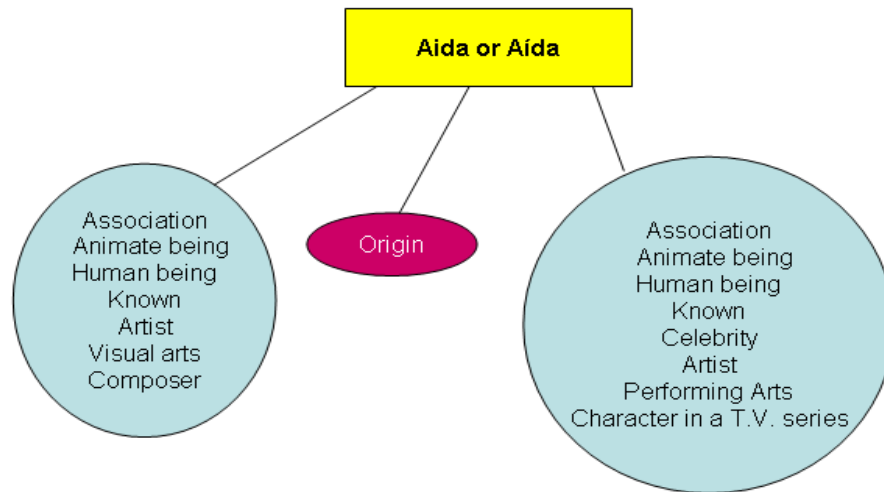 Aida or Aída
Association
Animate being
Human being
Known
Artist
Visual arts
Composer
Origin
Association
Animate being
Human being
Known
Celebrity
Artist
Performing Arts
Character in a T.V. series